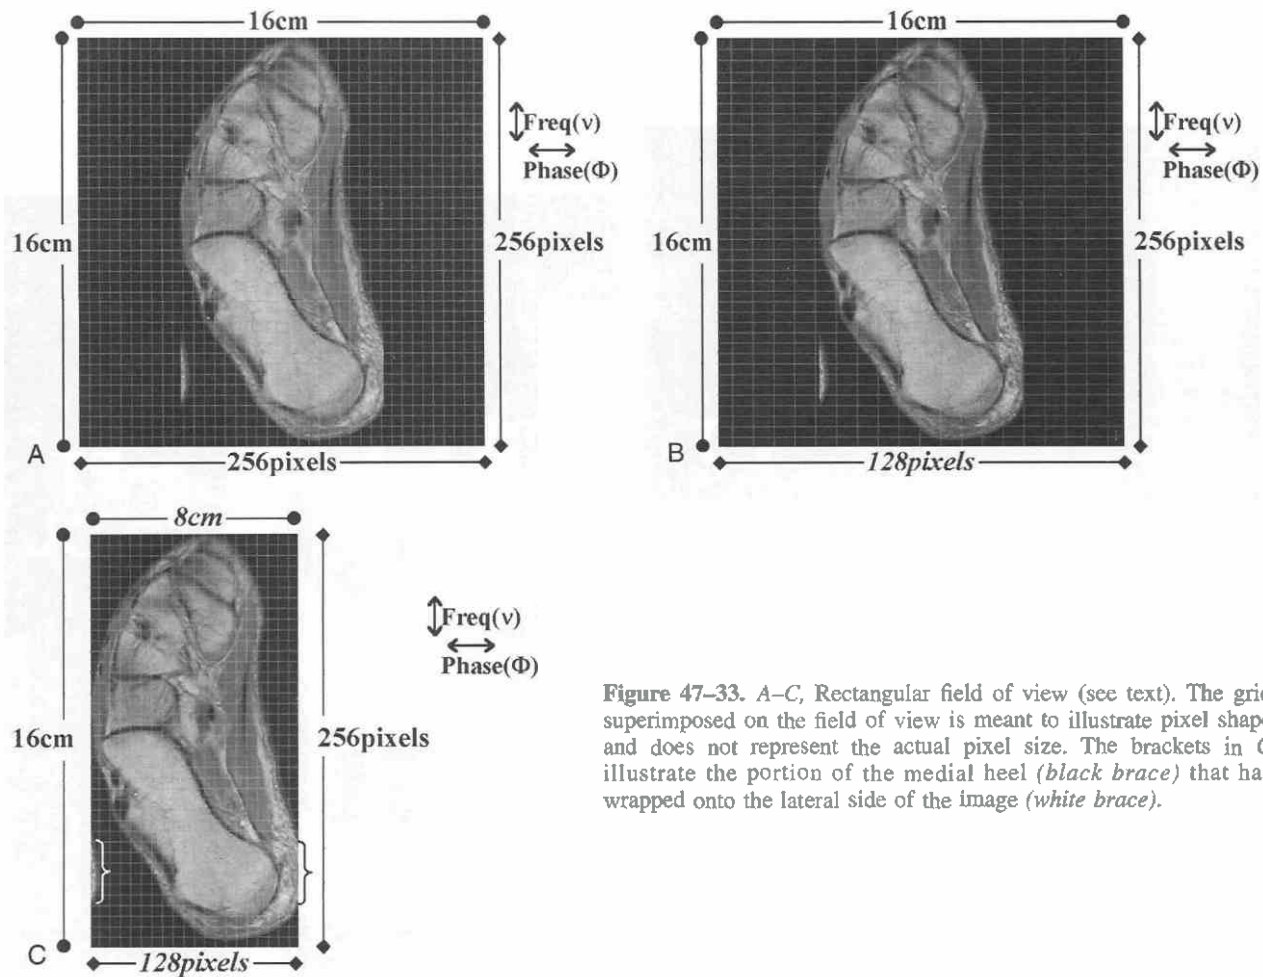 16cm
16cm
Freq(ν)
Phase(Φ)
Freq(ν)
Phase(Φ)
16cm
256pixels
16cm
256pixels
A
256pixels
B
128pixels
8cm
Freq(ν)
Phase(Φ)
16cm
256pixels
C
128pixels
Figure 47–33. A–C, Rectangular field of view (see text). The grid
superimposed on the field of view is meant to illustrate pixel shape
and does not represent the actual pixel size. The brackets in C
illustrate the portion of the medial heel (black brace) that ha
wrapped onto the lateral side of the image (white brace).